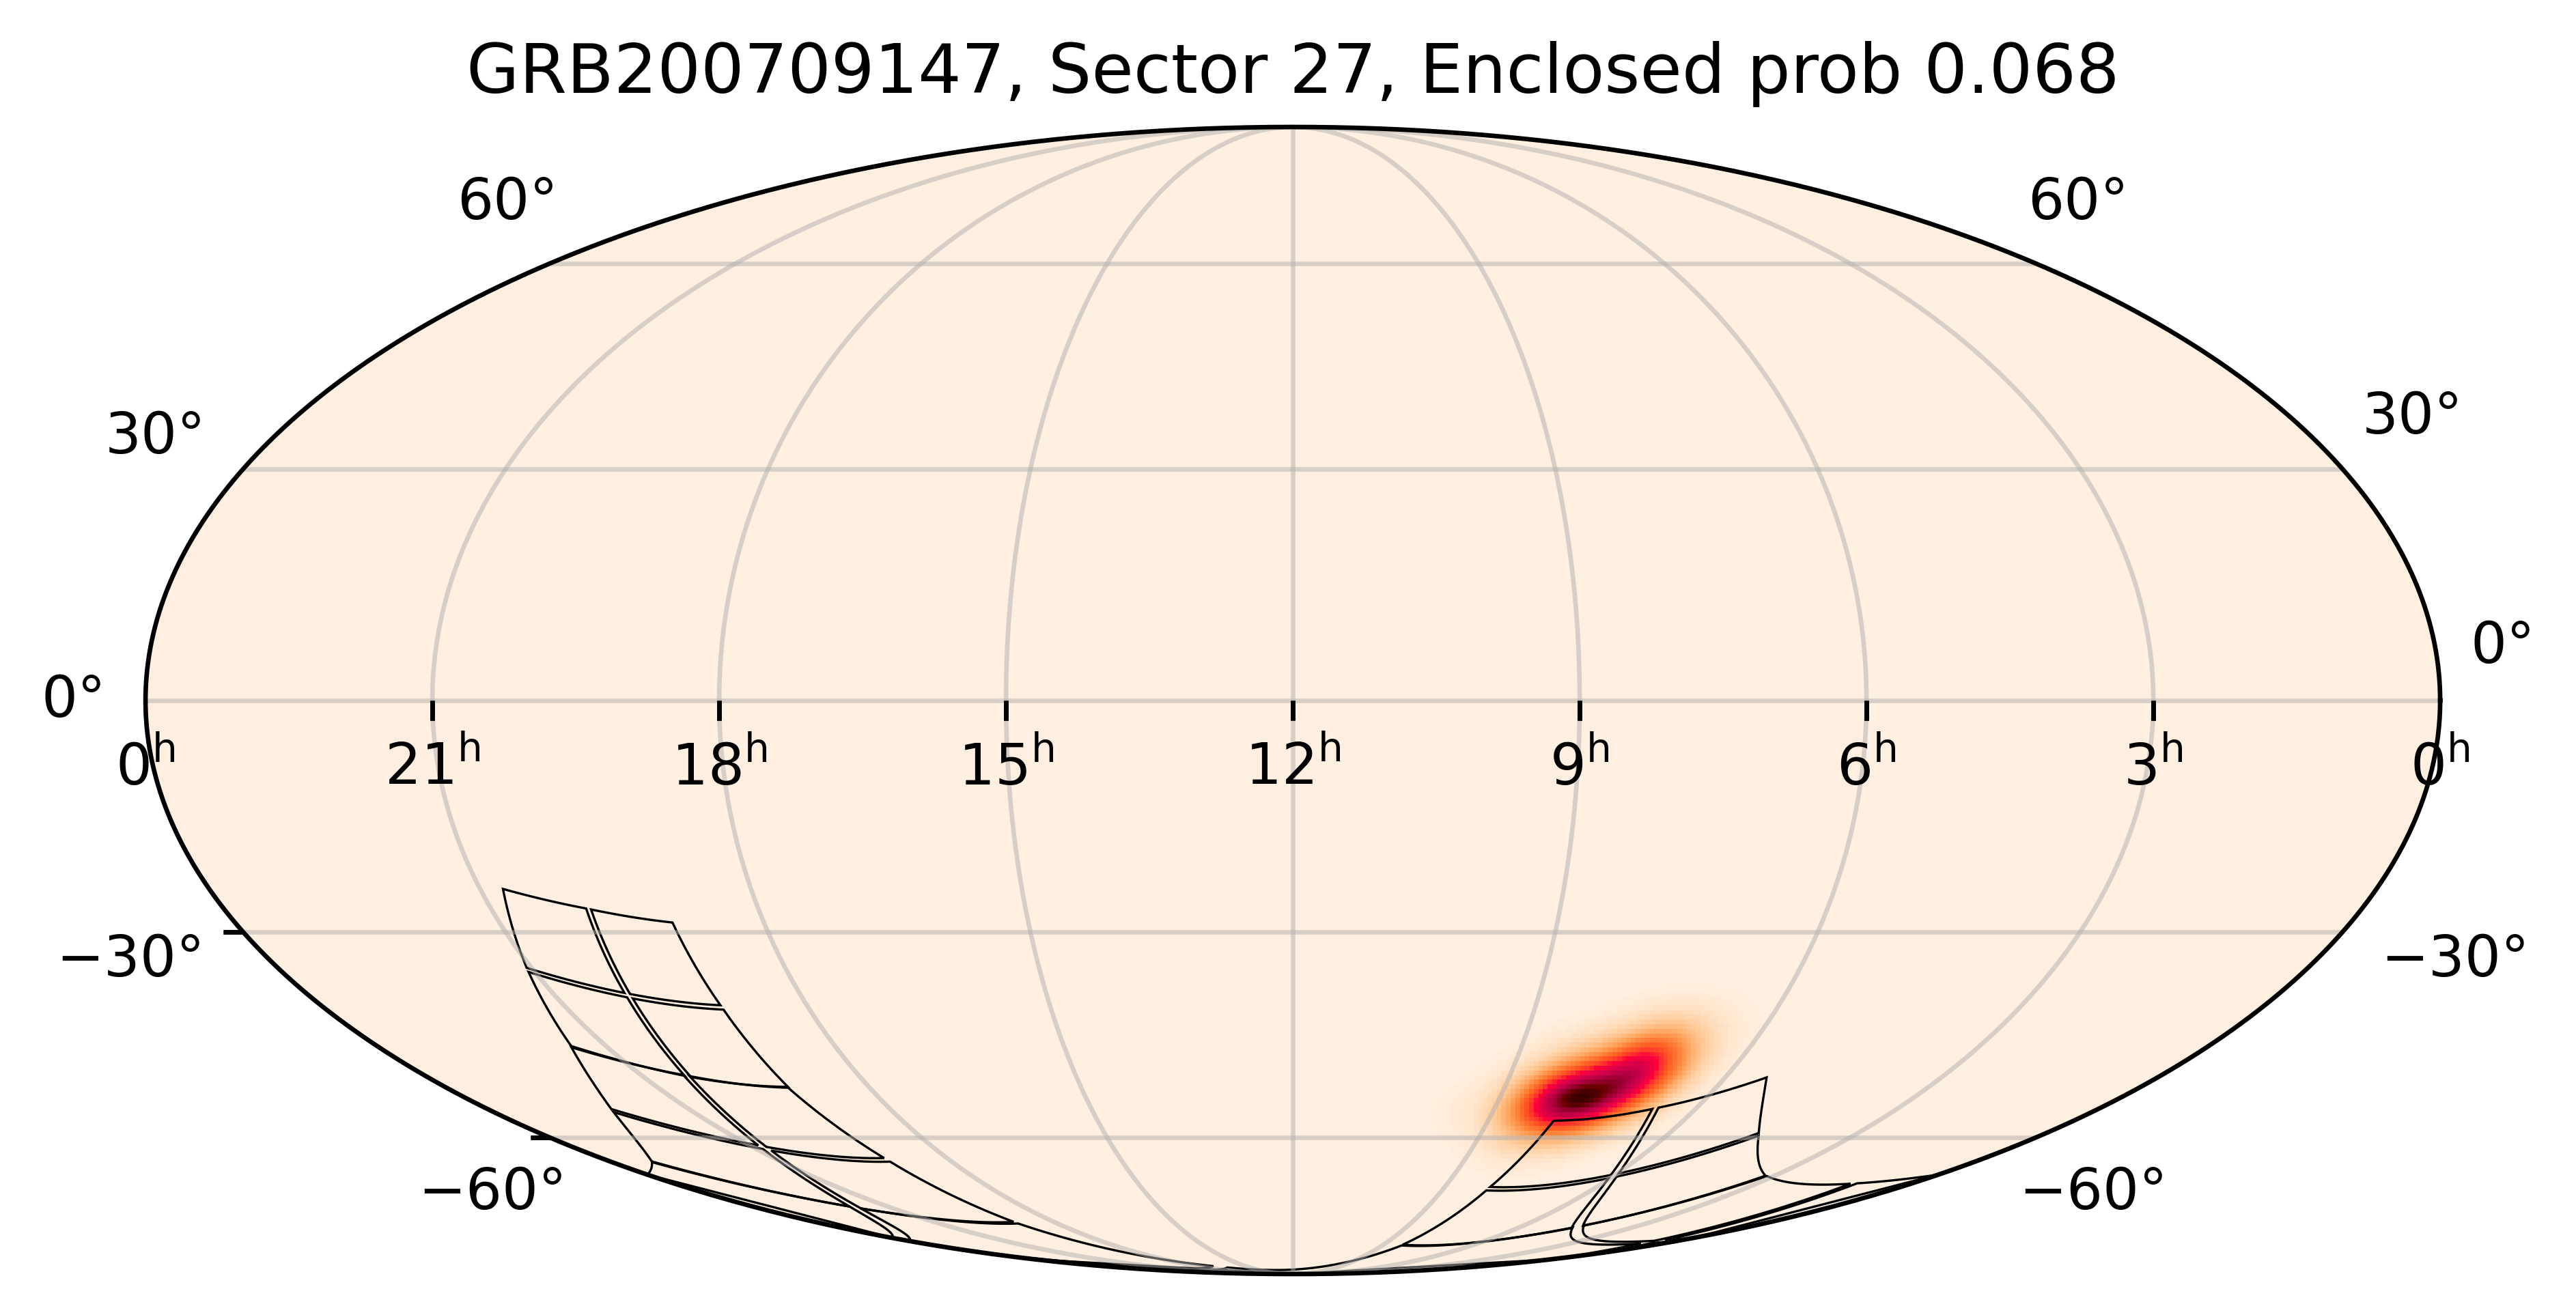 GRB200709147, Sector 27, Enclosed prob 0.068
60° 60°
30° 30°
0° 0°
0ʰ 21ʰ 18ʰ 15ʰ 12ʰ 9ʰ 6ʰ 3ʰ 0ʰ
−30° −30°
−60° −60°